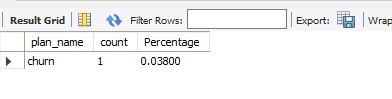 Result Grid Filter Rows: Export: Wrap
plan_name count Percentage
churn 1 0.03800